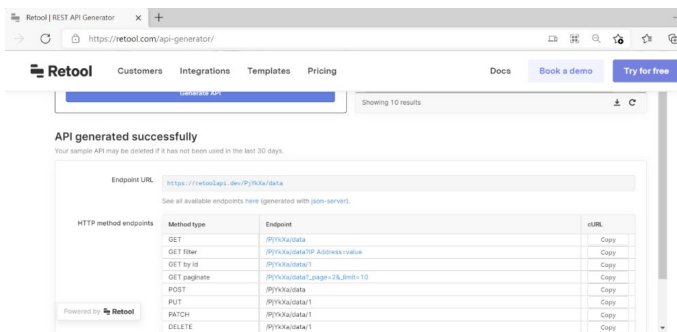 Retool | REST API Generator
https://retool.com/api-generator/
Retool Customers Integrations Templates Pricing Docs Book a demo Try for free
Generate API
Showing 10 results
API generated successfully
Your sample API may be deleted if it has not been used in the last 30 days.
Endpoint URL https://retoolapi.dev/PjYkXa/data
See all available endpoints here (generated with json-server).
HTTP method endpoints Method type Endpoint cURL
GET /PjYkXa/data Copy
GET filter /PjYkXa/data?IP Address=value Copy
GET by id /PjYkXa/data/1 Copy
GET paginate /PjYkXa/data?_page=2&_limit=10 Copy
POST /PjYkXa/data Copy
PUT /PjYkXa/data/1 Copy
PATCH /PjYkXa/data/1 Copy
DELETE /PjYkXa/data/1 Copy
Powered by Retool